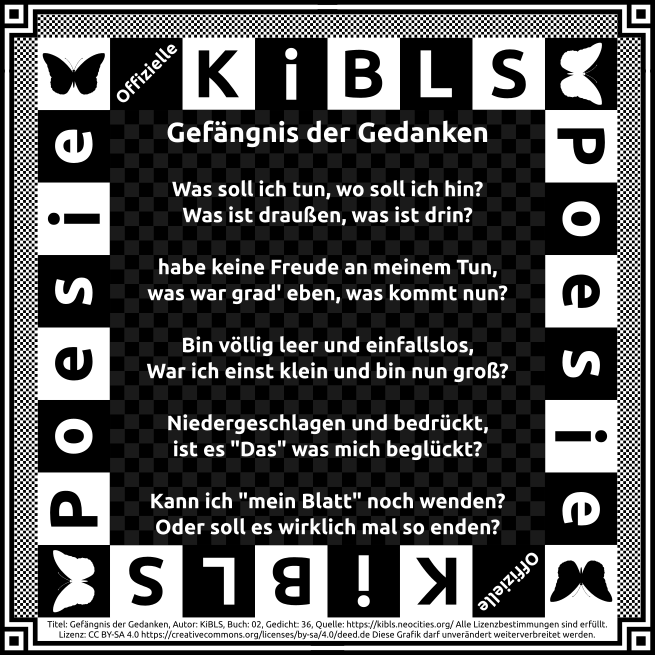 Offizielle KiBLS
Poesie
Poesie
Gefängnis der Gedanken
Was soll ich tun, wo soll ich hin?
Was ist draußen, was ist drin?
habe keine Freude an meinem Tun,
was war grad' eben, was kommt nun?
Bin völlig leer und einfallslos,
War ich einst klein und bin nun groß?
Niedergeschlagen und bedrückt,
ist es "Das" was mich beglückt?
Kann ich "mein Blatt" noch wenden?
Oder soll es wirklich mal so enden?
Offizielle KiBLS
Titel: Gefängnis der Gedanken, Autor: KiBLS, Buch: 02, Gedicht: 36, Quelle: https://kibls.neocities.org/ Alle Lizenzbestimmungen sind erfüllt.
Lizenz: CC BY-SA 4.0 https://creativecommons.org/licenses/by-sa/4.0/deed.de Diese Grafik darf unverändert weiterverbreitet werden.